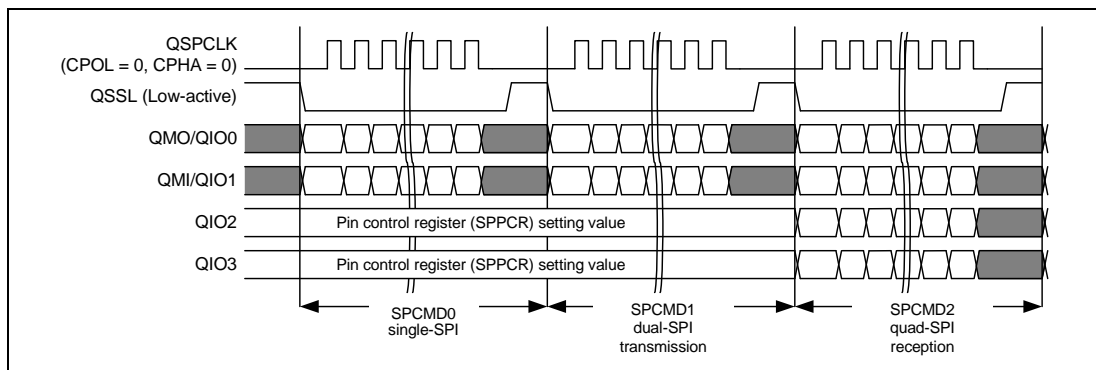 QSPCLK
(CPOL = 0, CPHA = 0)
QSSL (Low-active)
QMO/QIO0
QMI/QIO1
QIO2
Pin control register (SPPCR) setting value
QIO3
Pin control register (SPPCR) setting value
SPCMD0
single-SPI
SPCMD1
dual-SPI
transmission
SPCMD2
quad-SPI
reception